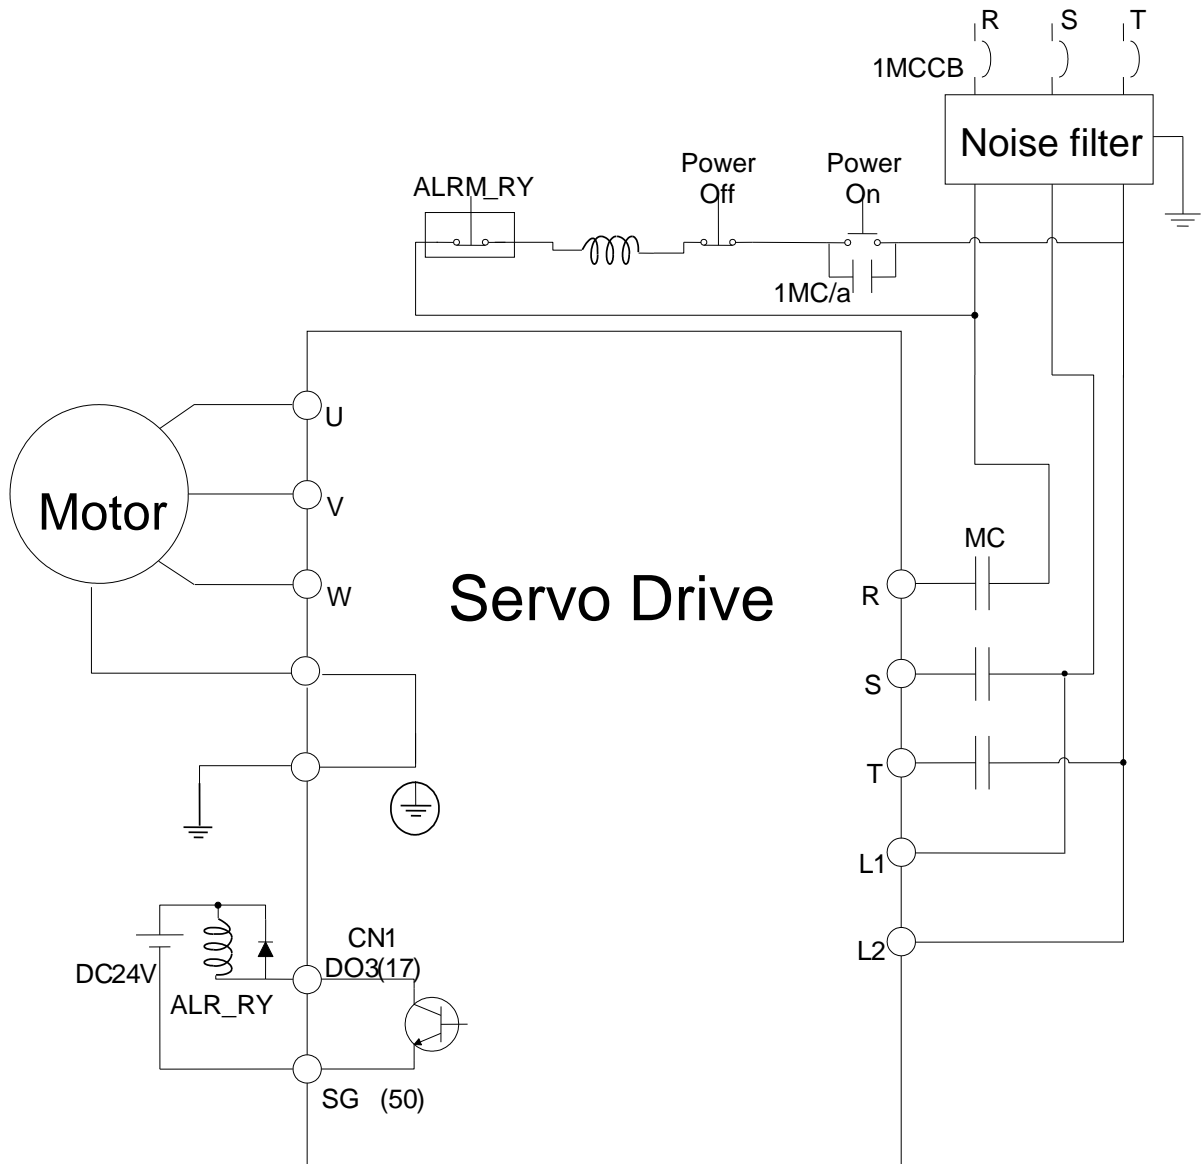 R S T
1MCCB
Noise filter
Power Off
Power On
ALRM_RY
1MC/a
U
Motor
V
W
Servo Drive
MC
R
S
T
L1
L2
CN1
DO3(17)
DC24V
ALR_RY
SG (50)